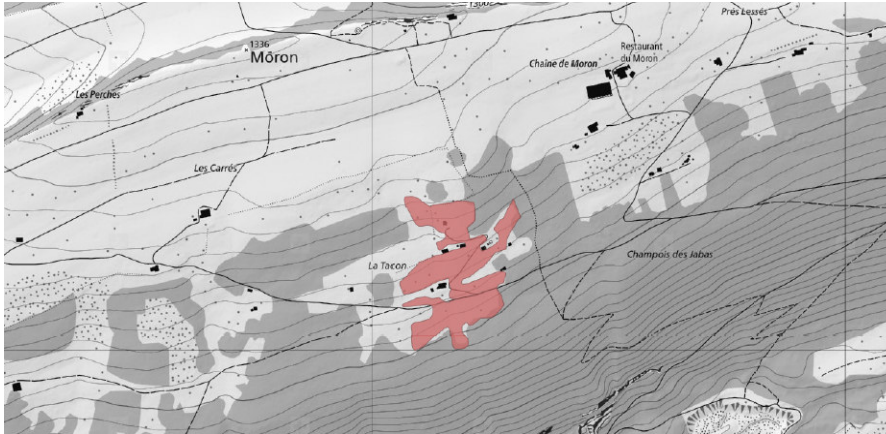 1300
Prés Lessés
1336
Môron
Restaurant
du Moron
Chaîne de Moron
Les Perches
Les Carrés
La Tacon
Champois des Jabas